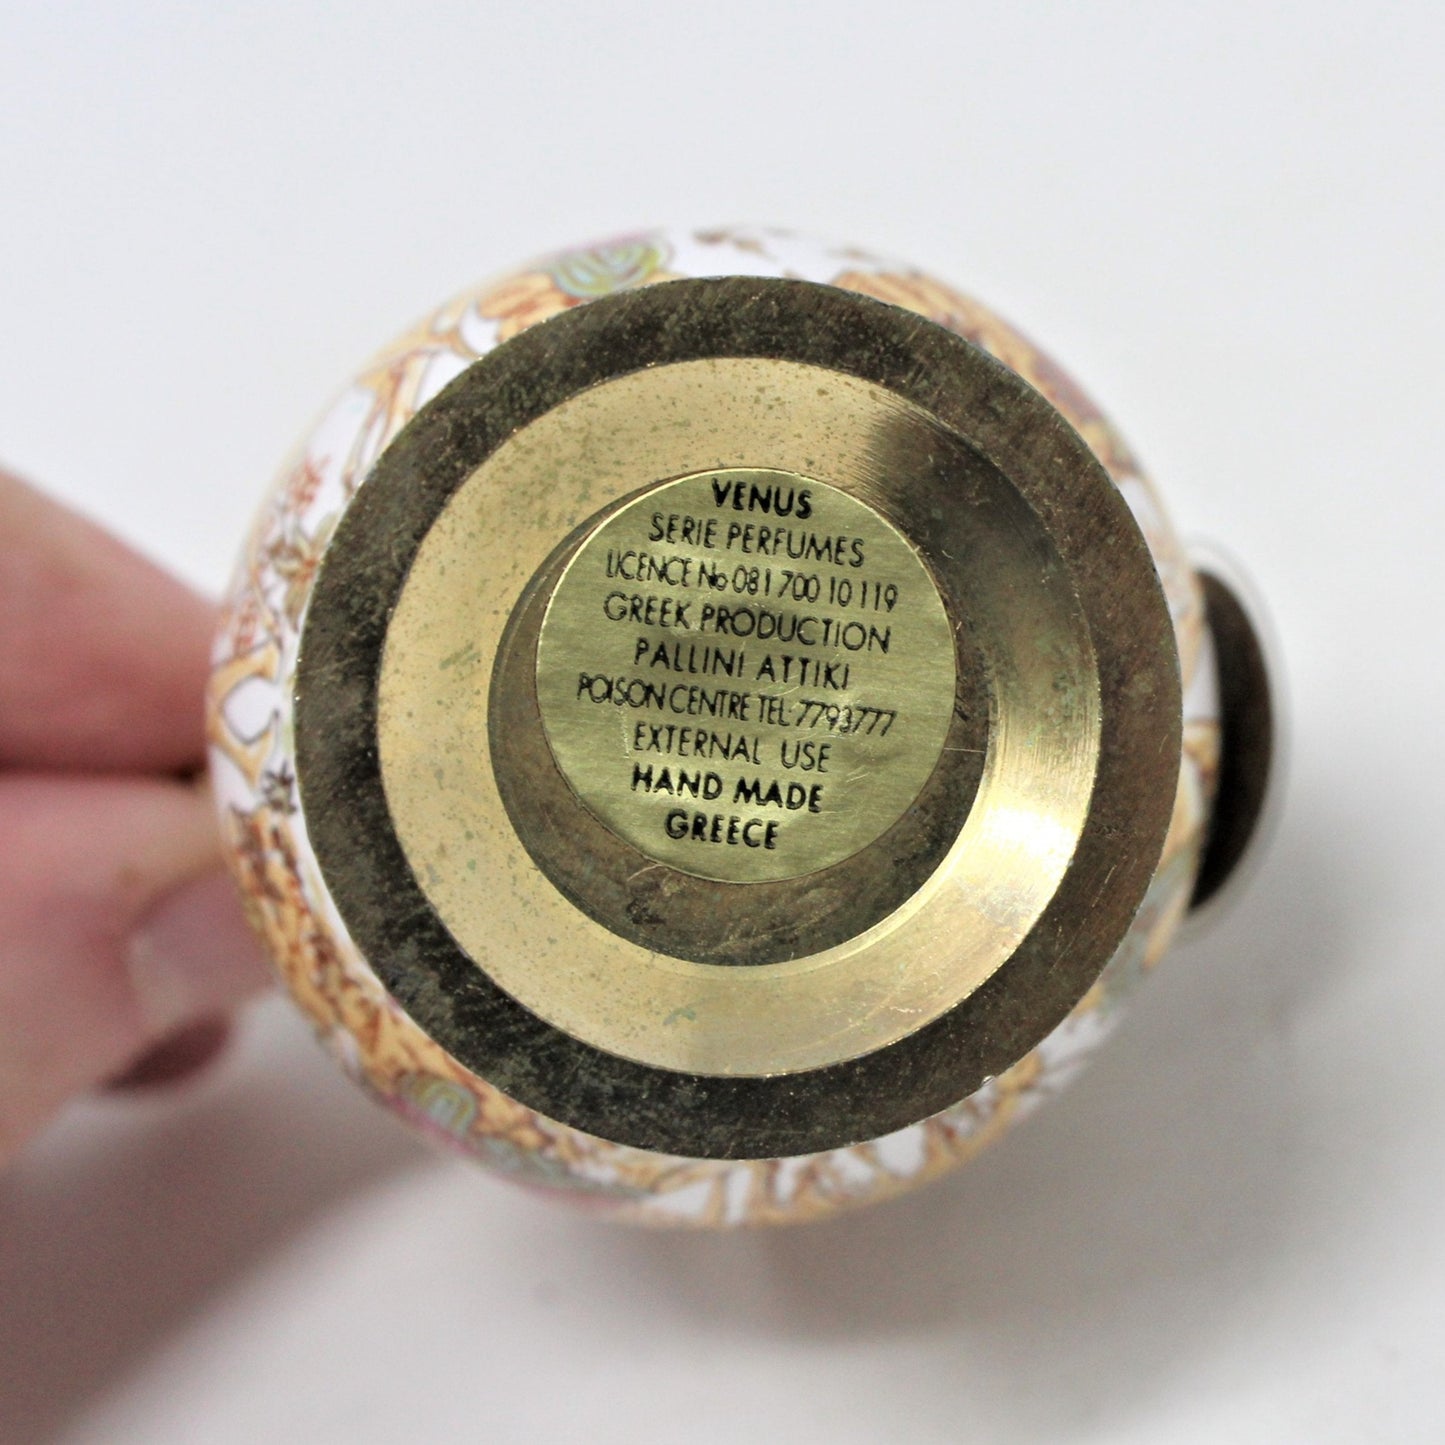 VENUS
SERIE PERFUMES
LICENCE No 081 700 10 119
GREEK PRODUCTION
PALLINI ATTIKI
POISON CENTRE TEL 7793777
EXTERNAL USE
HAND MADE
GREECE